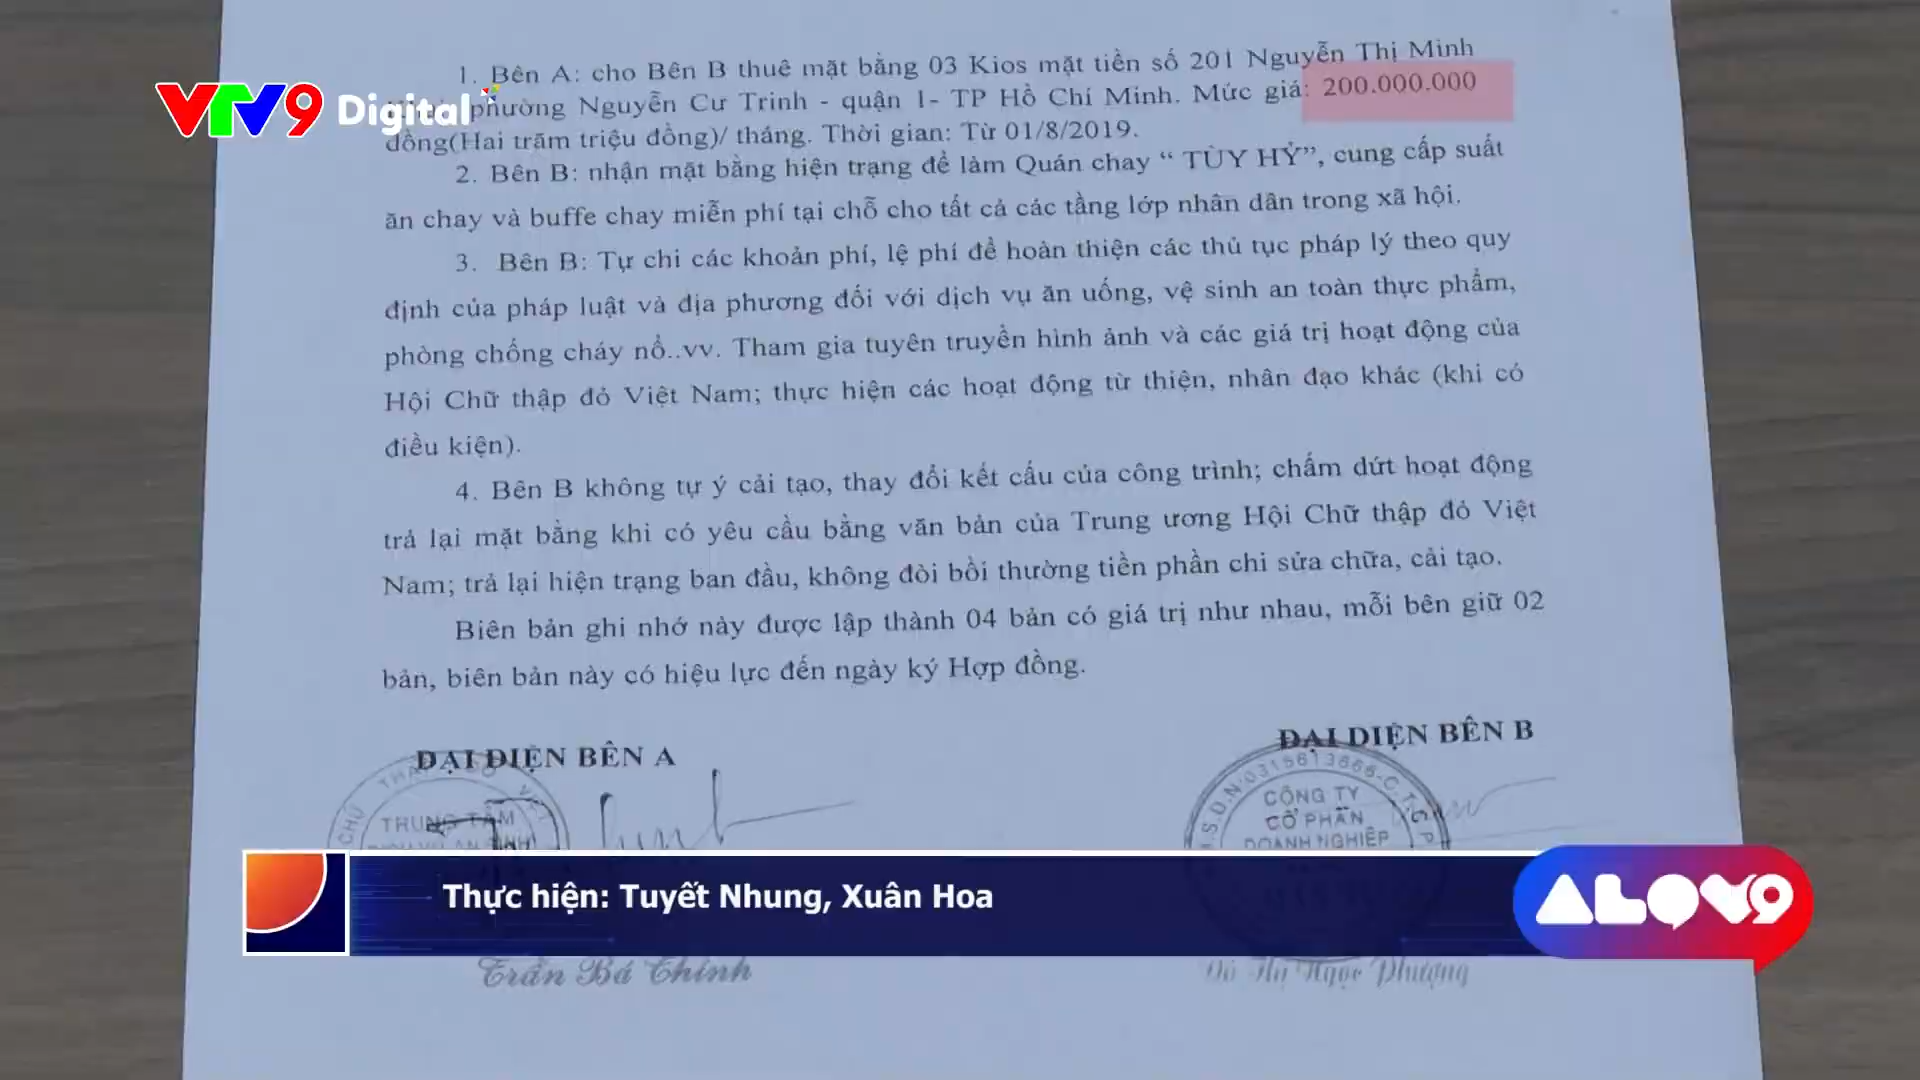 1. Bên A: cho Bên B thuê mặt bằng 03 Kios mặt tiền số 201 Nguyễn Thị Minh
phường Nguyễn Cư Trinh - quận 1- TP Hồ Chí Minh. Mức giá: 200.000.000
đồng(Hai trăm triệu đồng)/ tháng. Thời gian: Từ 01/8/2019.
2. Bên B: nhận mặt bằng hiện trạng để làm Quán chay “ TÙY HỶ”, cung cấp suất
ăn chay và buffe chay miễn phí tại chỗ cho tất cả các tầng lớp nhân dân trong xã hội.
3. Bên B: Tự chi các khoản phí, lệ phí để hoàn thiện các thủ tục pháp lý theo quy
định của pháp luật và địa phương đối với dịch vụ ăn uống, vệ sinh an toàn thực phẩm,
phòng chống cháy nổ..vv. Tham gia tuyên truyền hình ảnh và các giá trị hoạt động của
Hội Chữ thập đỏ Việt Nam; thực hiện các hoạt động từ thiện, nhân đạo khác (khi có
điều kiện).
4. Bên B không tự ý cải tạo, thay đổi kết cấu của công trình; chấm dứt hoạt động
trả lại mặt bằng khi có yêu cầu bằng văn bản của Trung ương Hội Chữ thập đỏ Việt
Nam; trả lại hiện trạng ban đầu, không đòi bồi thường tiền phần chi sửa chữa, cải tạo.
Biên bản ghi nhớ này được lập thành 04 bản có giá trị như nhau, mỗi bên giữ 02
bản, biên bản này có hiệu lực đến ngày ký Hợp đồng.
ĐẠI DIỆN BÊN A
ĐẠI DIỆN BÊN B
TRUNG TÂM
CÔNG TY
CỔ PHẦN
DOANH NGHIỆP
Trần Bá Thính
Ngọc Phượng
VTV9 Digital
Thực hiện: Tuyết Nhung, Xuân Hoa
ALOV9